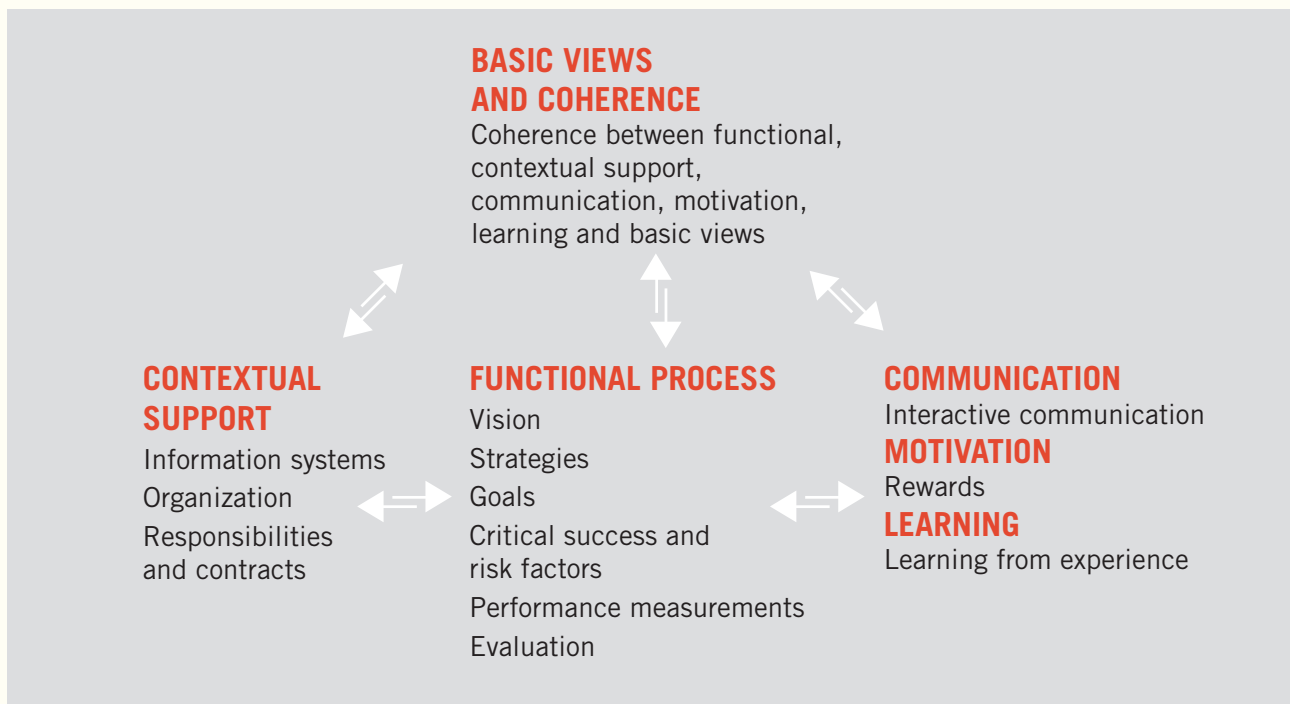 BASIC VIEWS
AND COHERENCE
Coherence between functional,
contextual support,
communication, motivation,
learning and basic views
CONTEXTUAL
SUPPORT
Information systems
Organization
Responsibilities
and contracts
FUNCTIONAL PROCESS
Vision
Strategies
Goals
Critical success and
risk factors
Performance measurements
Evaluation
COMMUNICATION
Interactive communication
MOTIVATION
Rewards
LEARNING
Learning from experience